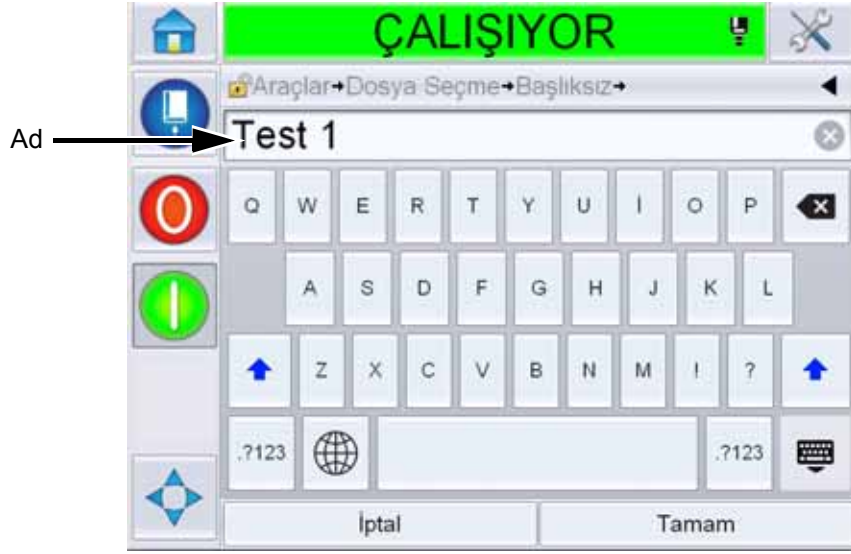 ÇALIŞIYOR
Araçlar→Dosya Seçme→Başlıksız→
Ad
Test 1
Q W E R T Y U İ O P
A S D F G H J K L
Z X C V B N M ! ?
.?123 .?123
İptal Tamam